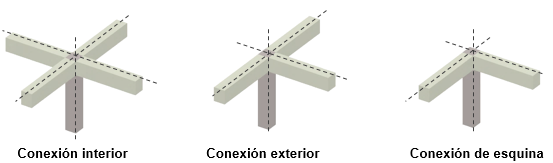 Conexión interior
Conexión exterior
Conexión de esquina